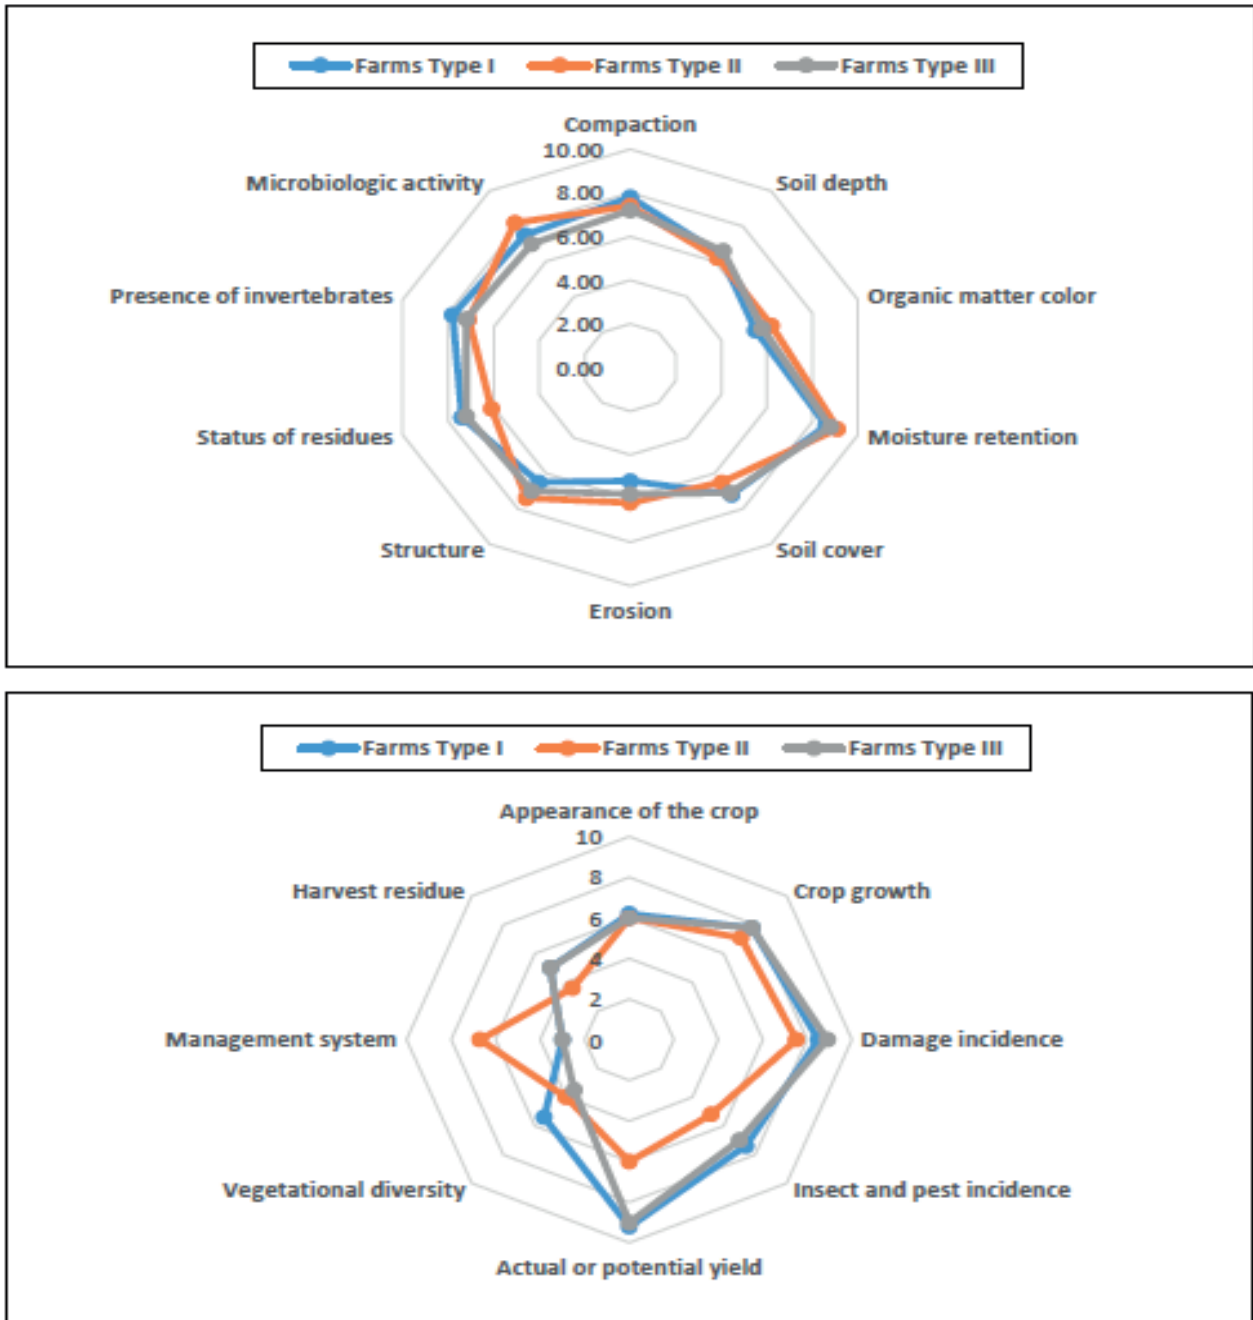 Farms Type I Farms Type II Farms Type III
Compaction
10.00
Microbiologic activity Soil depth
8.00
6.00
Presence of invertebrates Organic matter color
4.00
2.00
0.00
Status of residues Moisture retention
Structure Soil cover
Erosion
Farms Type I Farms Type II Farms Type III
Appearance of the crop
10
Harvest residue Crop growth
8
6
4
2
Management system 0 Damage incidence
Vegetational diversity Insect and pest incidence
Actual or potential yield